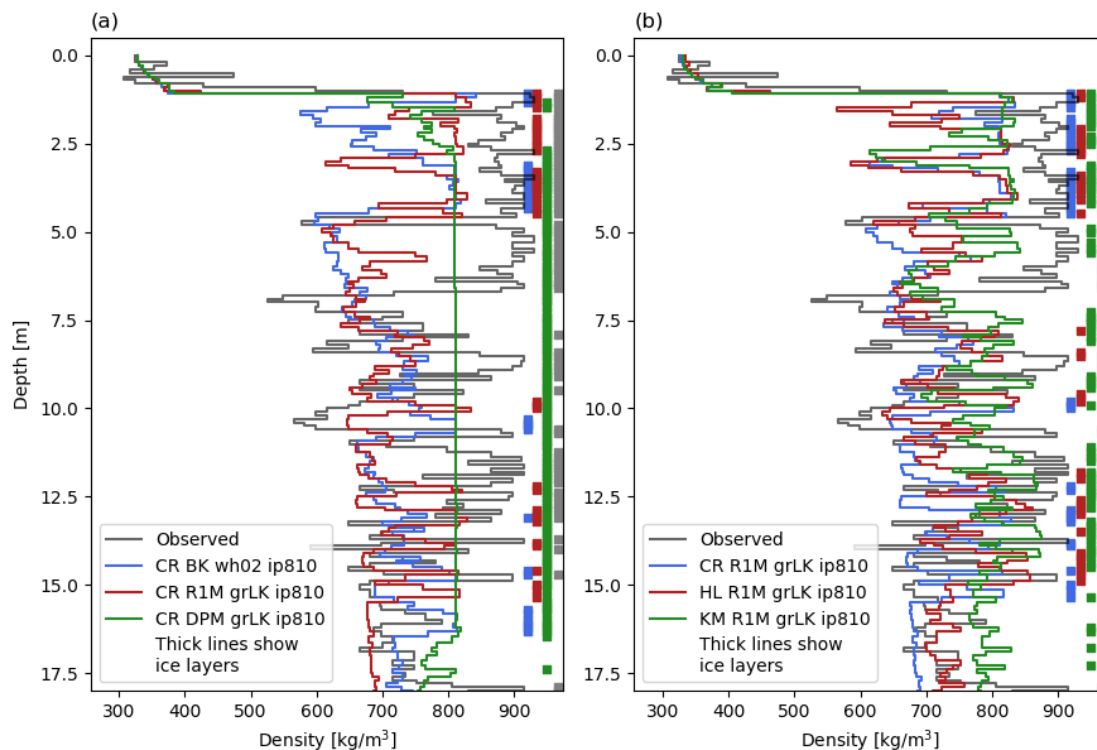 (a)
(b)
0.0
2.5
5.0
7.5
10.0
12.5
15.0
17.5
Depth [m]
Observed
CR BK wh02 ip810
CR R1M grLK ip810
CR DPM grLK ip810
Thick lines show
ice layers
300 400 500 600 700 800 900
Density [kg/m³]
0.0
2.5
5.0
7.5
10.0
12.5
15.0
17.5
Observed
CR R1M grLK ip810
HL R1M grLK ip810
KM R1M grLK ip810
Thick lines show
ice layers
300 400 500 600 700 800 900
Density [kg/m³]